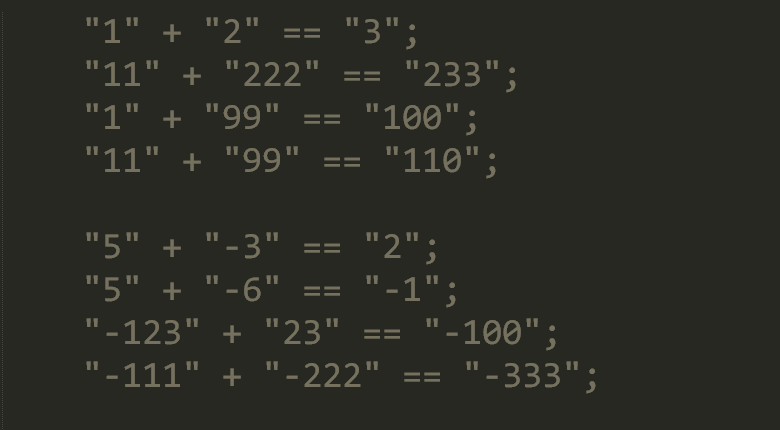 "1" + "2" == "3";
"11" + "222" == "233";
"1" + "99" == "100";
"11" + "99" == "110";
"5" + "-3" == "2";
"5" + "-6" == "-1";
"-123" + "23" == "-100";
"-111" + "-222" == "-333";